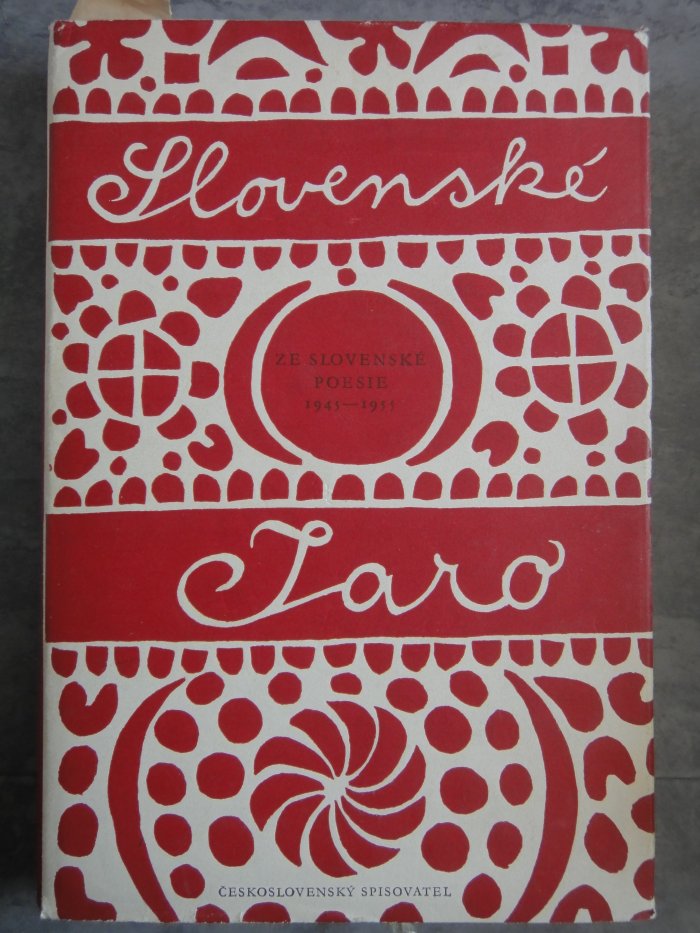 Slovenské
ZE SLOVENSKÉ
POESIE
1945—1955
Jaro
ČESKOSLOVENSKÝ SPISOVATEL